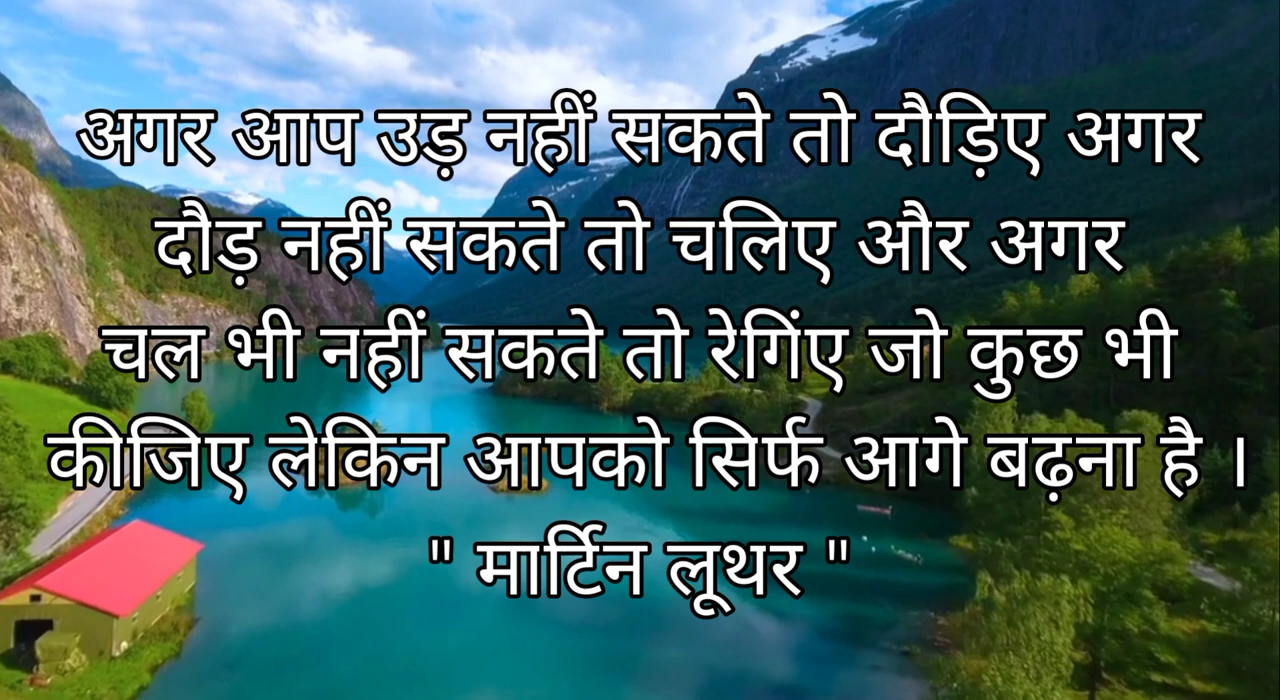 अगर आप उड़ नहीं सकते तो दौड़िए अगर
दौड़ नहीं सकते तो चलिए और अगर
चल भी नहीं सकते तो रेगिंए जो कुछ भी
कीजिए लेकिन आपको सिर्फ आगे बढ़ना है ।
" मार्टिन लूथर "